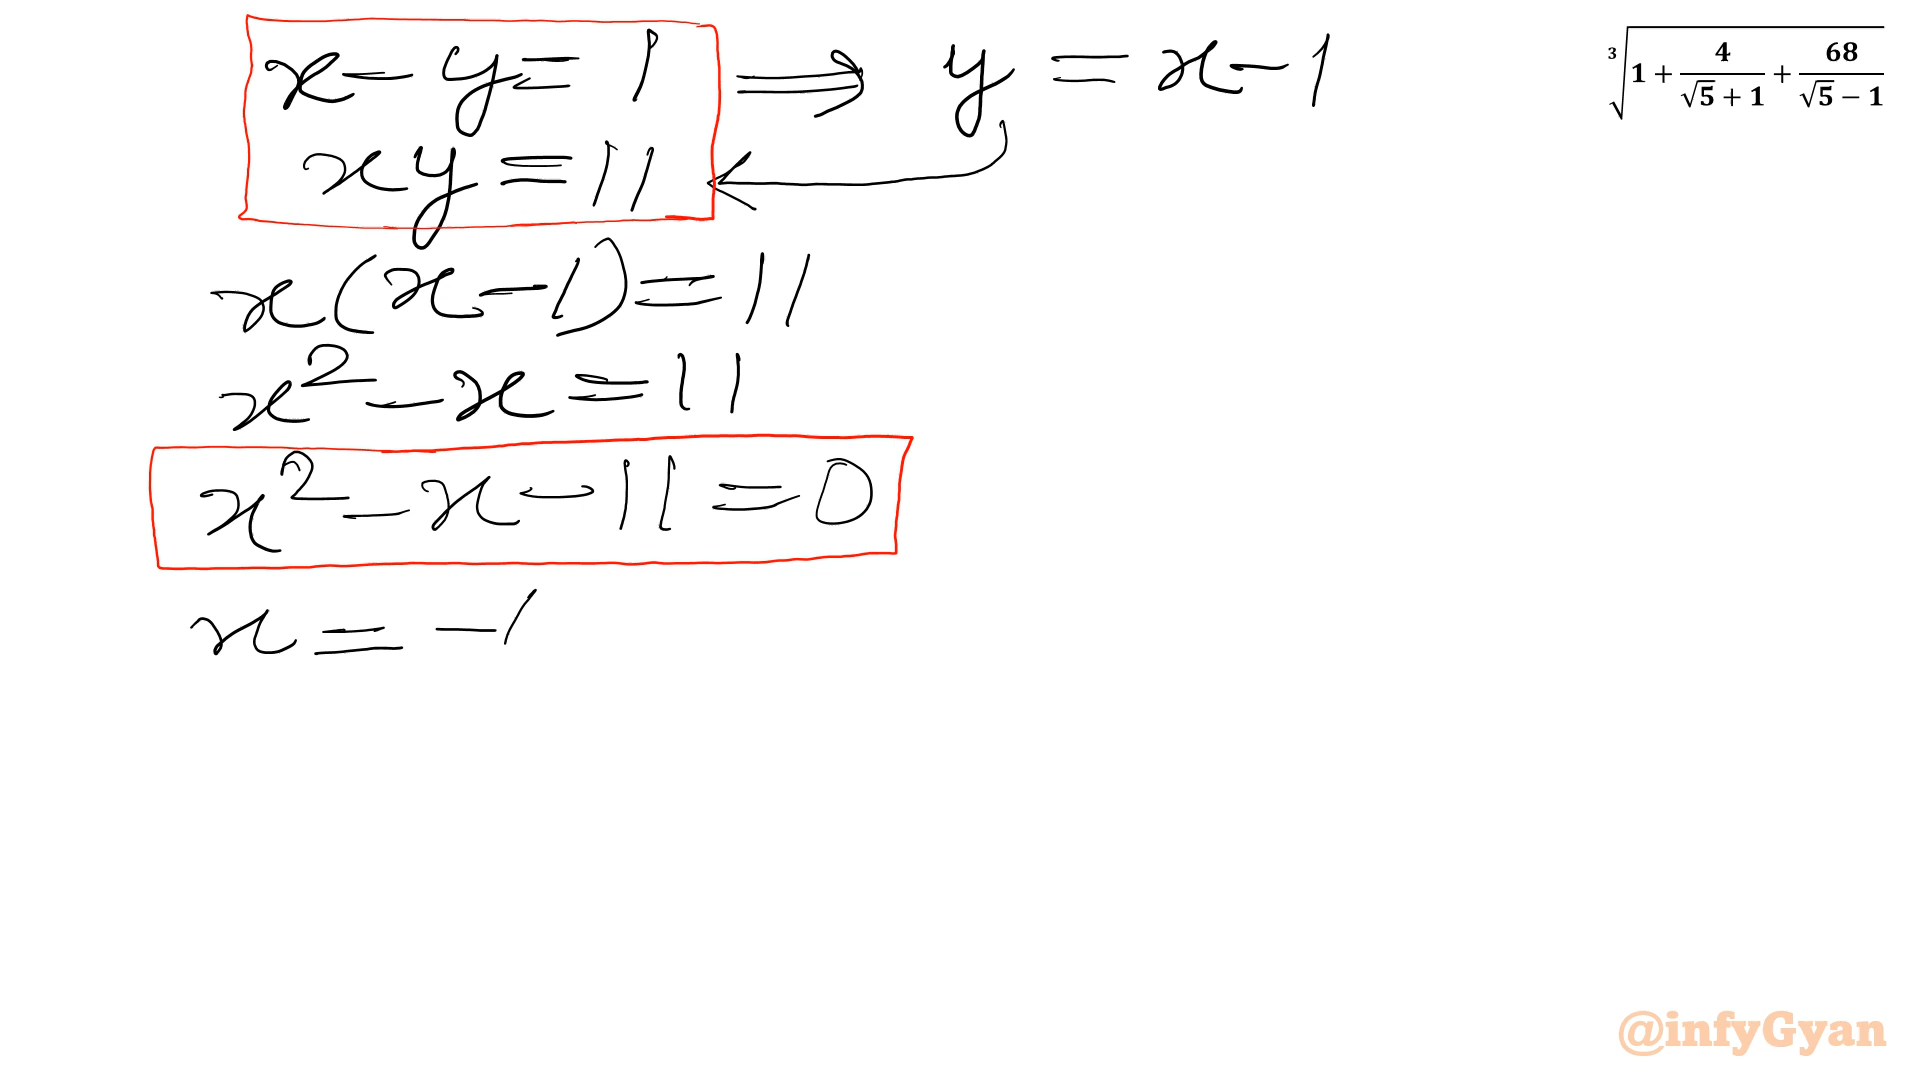 x - y = 1 ⟹ y = x - 1
xy = 11
x(x - 1) = 11
x² - x = 11
x² - x - 11 = 0
x = -1
∛(1 + 4/(√5 + 1) + 68/(√5 - 1))
@infyGyan